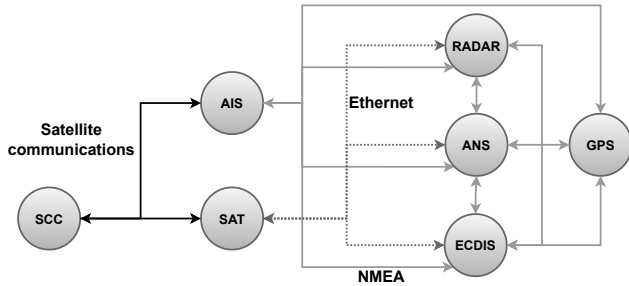 RADAR
AIS
Ethernet
Satellite
communications
ANS
GPS
SCC
SAT
ECDIS
NMEA